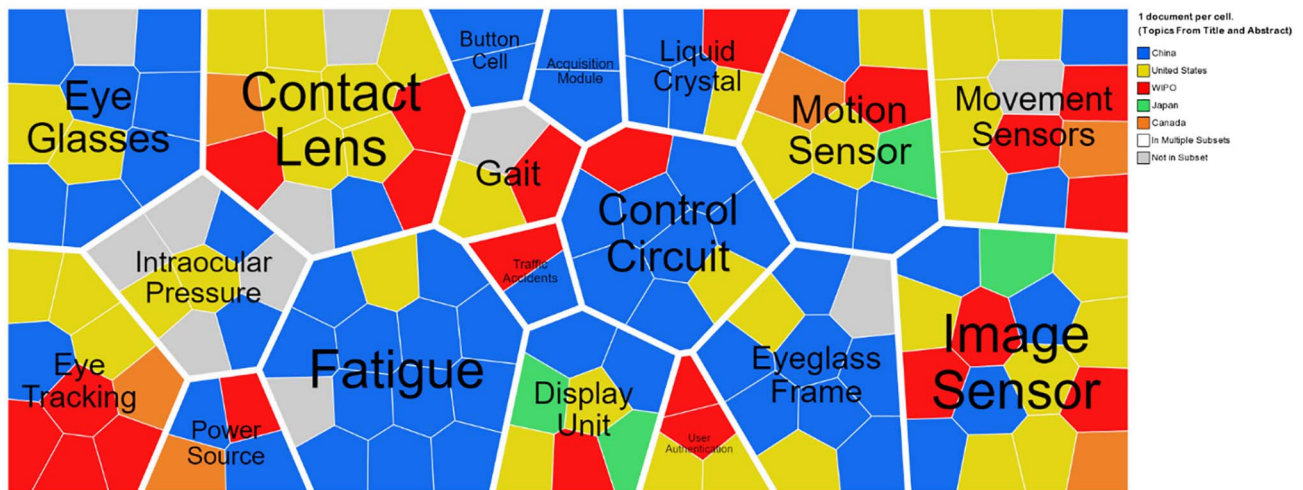 1 document per cell.
(Topics From Title and Abstract)
China
United States
WIPO
Japan
Canada
In Multiple Subsets
Not in Subset
Eye
Glasses
Contact
Lens
Button
Cell
Acquisition
Module
Liquid
Crystal
Motion
Sensor
Movement
Sensors
Gait
Control
Circuit
Intraocular
Pressure
Traffic
Accidents
Eye
Tracking
Fatigue
Power
Source
Display
Unit
User
Authentication
Eyeglass
Frame
Image
Sensor